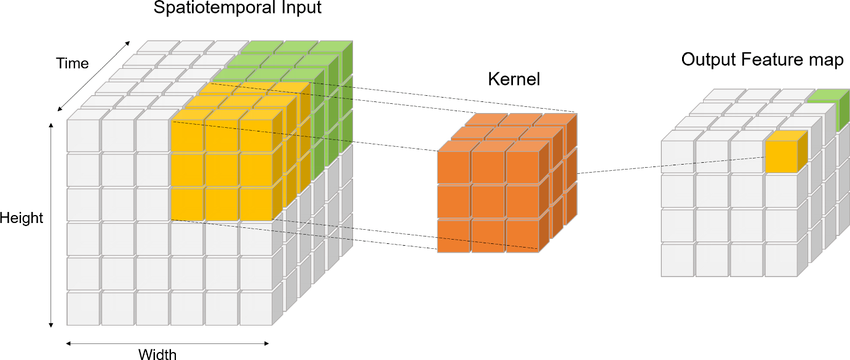 Spatiotemporal Input
Time
Kernel
Output Feature map
Height
Width